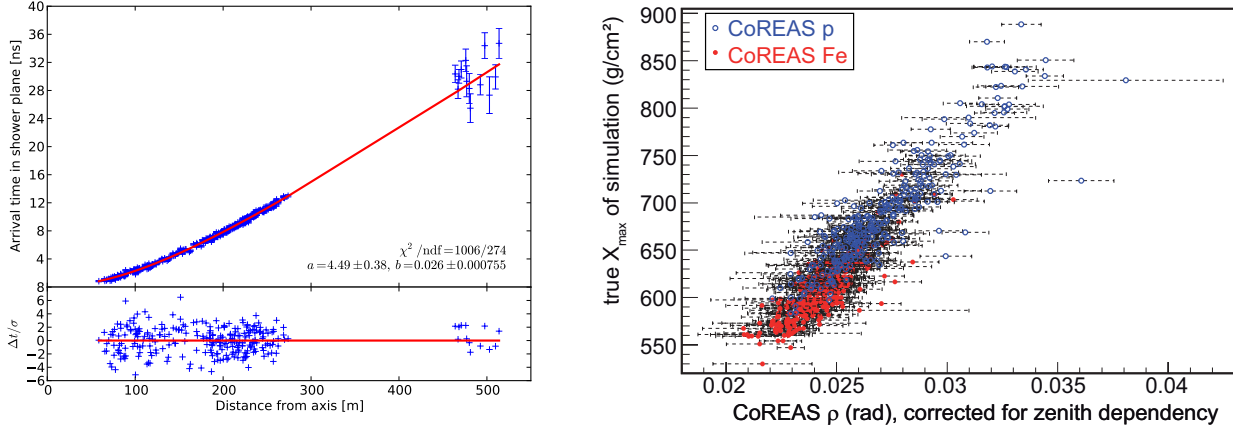 Arrival time in shower plane [ns]
40
36
32
28
24
20
16
12
8
4
8
χ² /ndf=1006/274
a=4.49±0.38, b=0.026±0.000755
Δt/σ
6
4
2
0
−2
−4
−6
0 100 200 300 400 500
Distance from axis [m]
true Xmax of simulation (g/cm²)
900
850
800
750
700
650
600
550
CoREAS p
CoREAS Fe
0.02 0.025 0.03 0.035 0.04
CoREAS ρ (rad), corrected for zenith dependency